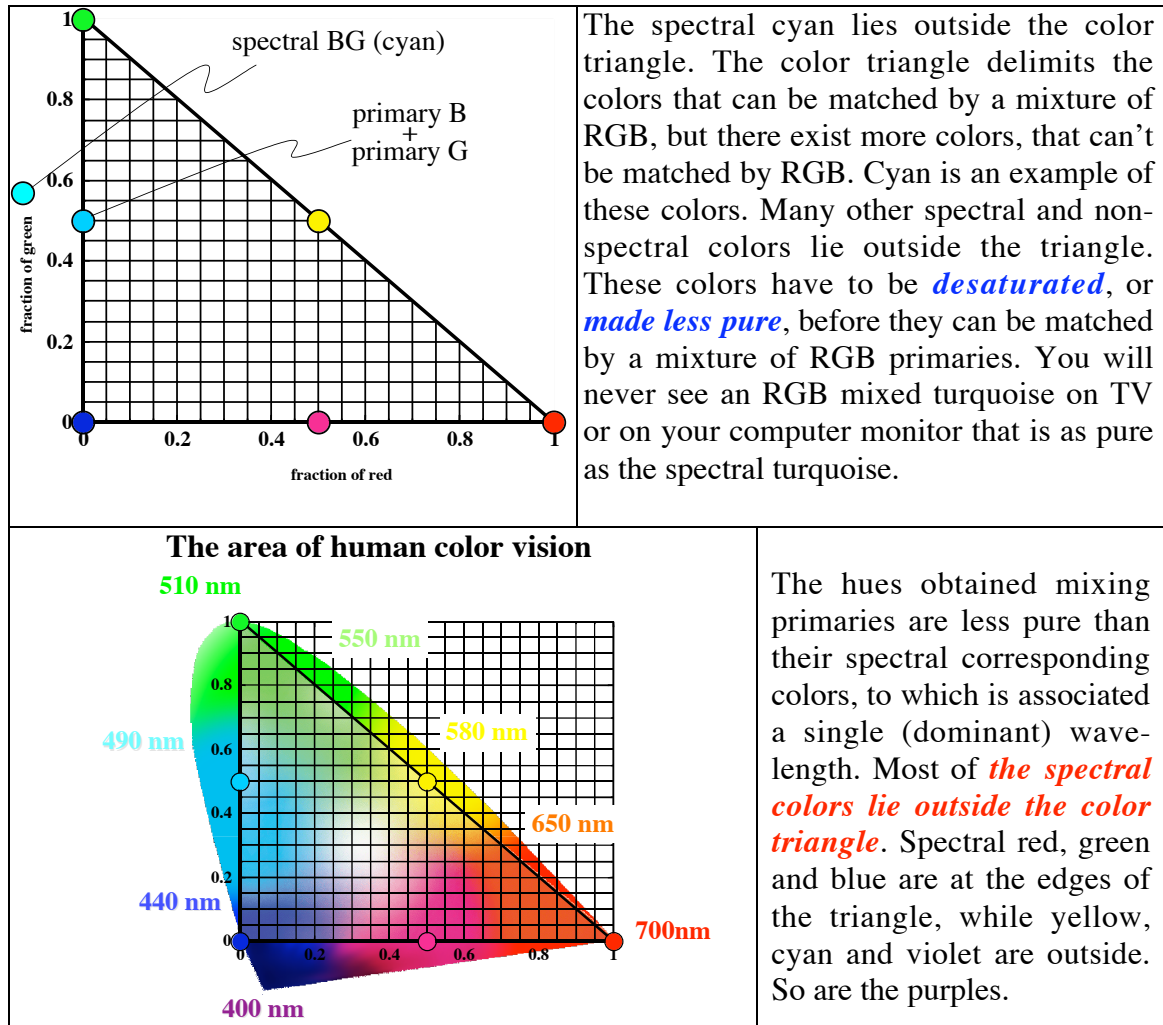 1
0.8
0.6
0.4
0.2
0
0
0.2
0.4
0.6
0.8
1
fraction of green
fraction of red
spectral BG (cyan)
primary B
+
primary G
The spectral cyan lies outside the color
triangle. The color triangle delimits the
colors that can be matched by a mixture of
RGB, but there exist more colors, that can’t
be matched by RGB. Cyan is an example of
these colors. Many other spectral and non-
spectral colors lie outside the triangle.
These colors have to be desaturated, or
made less pure, before they can be matched
by a mixture of RGB primaries. You will
never see an RGB mixed turquoise on TV
or on your computer monitor that is as pure
as the spectral turquoise.
The area of human color vision
510 nm
550 nm
490 nm
580 nm
650 nm
440 nm
700nm
400 nm
1
0.8
0.6
0.4
0.2
0
0
0.2
0.4
0.6
0.8
1
The hues obtained mixing
primaries are less pure than
their spectral corresponding
colors, to which is associated
a single (dominant) wave-
length. Most of the spectral
colors lie outside the color
triangle. Spectral red, green
and blue are at the edges of
the triangle, while yellow,
cyan and violet are outside.
So are the purples.